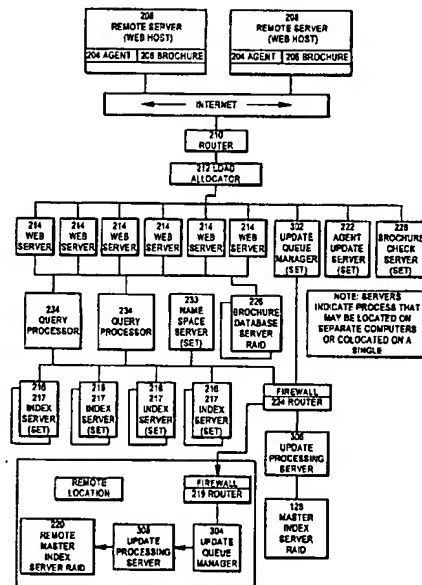 208
REMOTE SERVER
(WEB HOST)
204 AGENT
206 BROCHURE
208
REMOTE SERVER
(WEB HOST)
204 AGENT
206 BROCHURE
INTERNET
210
ROUTER
212 LOAD
ALLOCATOR
214
WEB
SERVER
214
WEB
SERVER
214
WEB
SERVER
214
WEB
SERVER
214
WEB
SERVER
214
WEB
SERVER
302
UPDATE
QUEUE
MANAGER
(SET)
222
AGENT
UPDATE
SERVER
(SET)
228
BROCHURE
CHECK
SERVER
(SET)
234
QUERY
PROCESSOR
234
QUERY
PROCESSOR
233
NAME
SPACE
SERVER
(SET)
226
BROCHURE
DATABASE
SERVER
RAID
NOTE: SERVERS
INDICATE PROCESS THAT
MAY BE LOCATED ON
SEPARATE COMPUTERS
OR COLOCATED ON A
SINGLE
216
217
INDEX
SERVER
(SET)
216
217
INDEX
SERVER
(SET)
216
217
INDEX
SERVER
(SET)
216
217
INDEX
SERVER
(SET)
FIREWALL
224 ROUTER
306
UPDATE
PROCESSING
SERVER
MASTER
INDEX
SERVER
RAID
REMOTE
LOCATION
FIREWALL
219 ROUTER
220
REMOTE
MASTER
INDEX
SERVER RAID
UPDATE
PROCESSING
SERVER
304
UPDATE
QUEUE
MANAGER